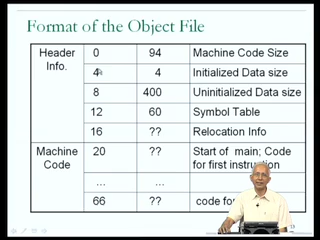 Format of the Object File
Header Info. 0 94 Machine Code Size
4 4 Initialized Data size
8 400 Uninitialized Data size
12 60 Symbol Table
16 ?? Relocation Info
Machine Code 20 ?? Start of main; Code for first instruction
... ...
66 ?? code for